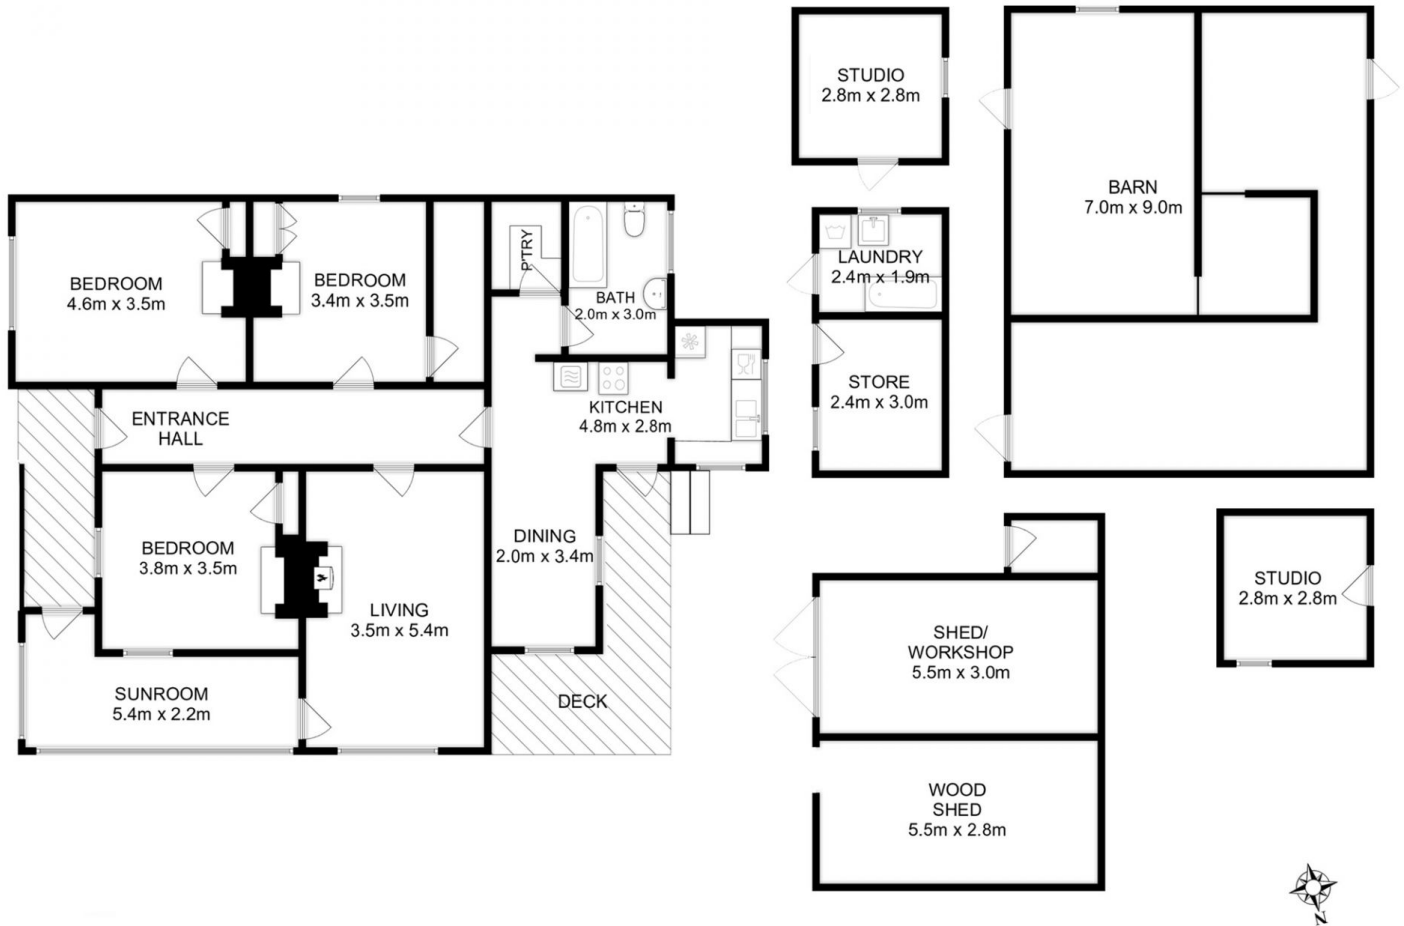 STUDIO
2.8m x 2.8m
BARN
7.0m x 9.0m
BEDROOM
4.6m x 3.5m
BEDROOM
3.4m x 3.5m
P'TRY
BATH
2.0m x 3.0m
LAUNDRY
2.4m x 1.9m
STORE
2.4m x 3.0m
ENTRANCE
HALL
KITCHEN
4.8m x 2.8m
BEDROOM
3.8m x 3.5m
DINING
2.0m x 3.4m
LIVING
3.5m x 5.4m
STUDIO
2.8m x 2.8m
SHED/
WORKSHOP
5.5m x 3.0m
SUNROOM
5.4m x 2.2m
DECK
WOOD
SHED
5.5m x 2.8m
N